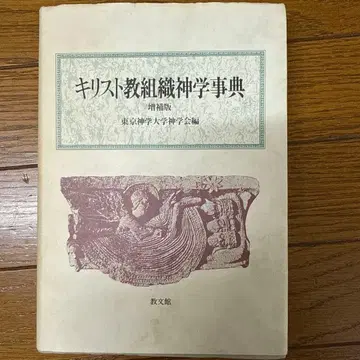 キリスト教組織神学事典
増補版
東京神学大学神学会編
教文館